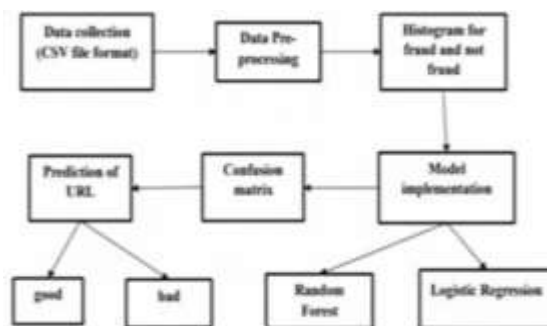 Data collection
(CSV file format)
Data Pre-
processing
Histogram for
fraud and not
fraud
Prediction of
URL
Confusion
matrix
Model
implementation
good
bad
Random
Forest
Logistic Regression